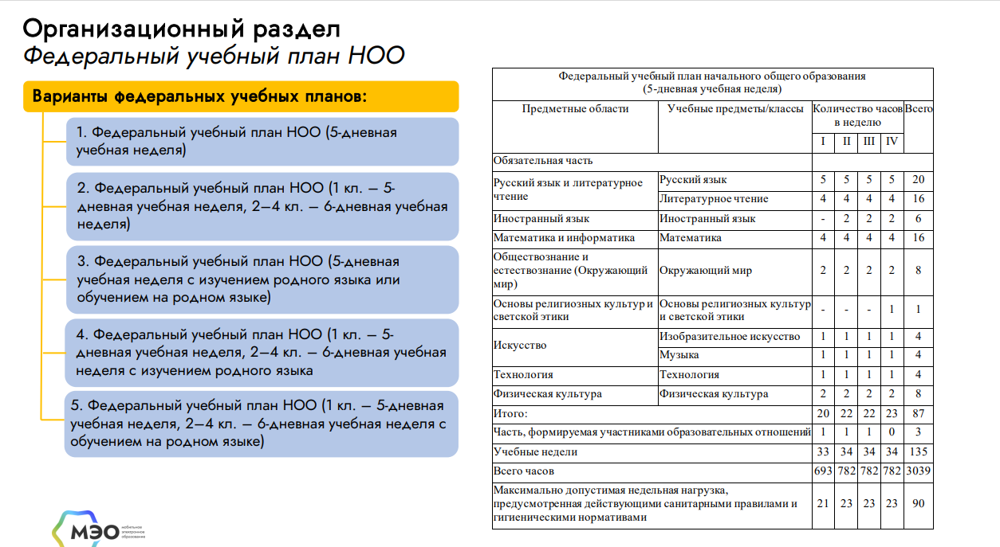 Организационный раздел
Федеральный учебный план НОО
Варианты федеральных учебных планов:
1. Федеральный учебный план НОО (5-дневная
учебная неделя)
2. Федеральный учебный план НОО (1 кл. – 5-
дневная учебная неделя, 2–4 кл. – 6-дневная учебная
неделя)
3. Федеральный учебный план НОО (5-дневная
учебная неделя с изучением родного языка или
обучением на родном языке)
4. Федеральный учебный план НОО (1 кл. – 5-
дневная учебная неделя, 2–4 кл. – 6-дневная учебная
неделя с изучением родного языка
5. Федеральный учебный план НОО (1 кл. – 5-дневная
учебная неделя, 2–4 кл. – 6-дневная учебная неделя с
обучением на родном языке)
МЭО
мобильное
электронное
образование
Федеральный учебный план начального общего образования
(5-дневная учебная неделя)
Предметные области Учебные предметы/классы Количество часов Всего
в неделю
I II III IV
Обязательная часть
Русский язык и литературное
чтение
Русский язык 5 5 5 5 20
Литературное чтение 4 4 4 4 16
Иностранный язык Иностранный язык - 2 2 2 6
Математика и информатика Математика 4 4 4 4 16
Обществознание и
естествознание (Окружающий
мир)
Окружающий мир 2 2 2 2 8
Основы религиозных культур и
светской этики
Основы религиозных культур
и светской этики
- - - 1 1
Искусство
Изобразительное искусство 1 1 1 1 4
Музыка 1 1 1 1 4
Технология Технология 1 1 1 1 4
Физическая культура Физическая культура 2 2 2 2 8
Итого: 20 22 22 23 87
Часть, формируемая участниками образовательных отношений 1 1 1 0 3
Учебные недели 33 34 34 34 135
Всего часов 693 782 782 782 3039
Максимально допустимая недельная нагрузка,
предусмотренная действующими санитарными правилами и
гигиеническими нормативами
21 23 23 23 90